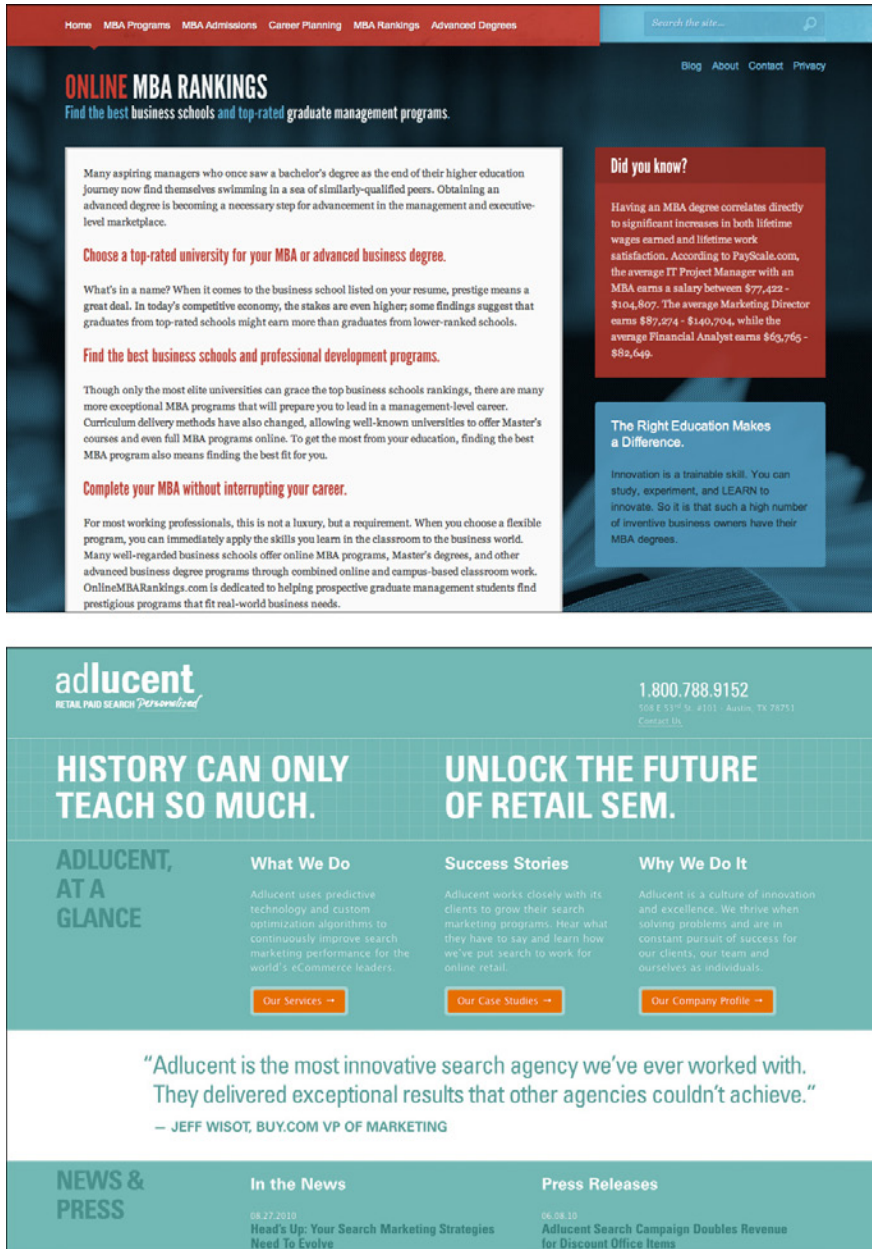 Home MBA Programs MBA Admissions Career Planning MBA Rankings Advanced Degrees
Search the site...
Blog About Contact Privacy
ONLINE MBA RANKINGS
Find the best business schools and top-rated graduate management programs.
Many aspiring managers who once saw a bachelor's degree as the end of their higher education
journey now find themselves swimming in a sea of similarly-qualified peers. Obtaining an
advanced degree is becoming a necessary step for advancement in the management and executive-
level marketplace.
Choose a top-rated university for your MBA or advanced business degree.
What's in a name? When it comes to the business school listed on your resume, prestige means a
great deal. In today's competitive economy, the stakes are even higher; some findings suggest that
graduates from top-rated schools might earn more than graduates from lower-ranked schools.
Find the best business schools and professional development programs.
Though only the most elite universities can grace the top business schools rankings, there are many
more exceptional MBA programs that will prepare you to lead in a management-level career.
Curriculum delivery methods have also changed, allowing well-known universities to offer Master's
courses and even full MBA programs online. To get the most from your education, finding the best
MBA program also means finding the best fit for you.
Complete your MBA without interrupting your career.
For most working professionals, this is not a luxury, but a requirement. When you choose a flexible
program, you can immediately apply the skills you learn in the classroom to the business world.
Many well-regarded business schools offer online MBA programs, Master's degrees, and other
advanced business degree programs through combined online and campus-based classroom work.
OnlineMBARankings.com is dedicated to helping prospective graduate management students find
prestigious programs that fit real-world business needs.
Did you know?
Having an MBA degree correlates directly
to significant increases in both lifetime
wages earned and lifetime work
satisfaction. According to PayScale.com,
the average IT Project Manager with an
MBA earns a salary between $77,422 -
$104,807. The average Marketing Director
earns $87,274 - $140,704, while the
average Financial Analyst earns $63,765 -
$82,649.
The Right Education Makes
a Difference.
Innovation is a trainable skill. You can
study, experiment, and LEARN to
innovate. So it is that such a high number
of inventive business owners have their
MBA degrees.
adlucent
RETAIL PAID SEARCH Personalized
1.800.788.9152
508 E 53rd St. #101 - Austin, TX 78751
Contact Us
HISTORY CAN ONLY
TEACH SO MUCH.
UNLOCK THE FUTURE
OF RETAIL SEM.
ADLUCENT,
AT A
GLANCE
What We Do
Adlucent uses predictive
technology and custom
optimization algorithms to
continuously improve search
marketing performance for the
world's eCommerce leaders.
Our Services →
Success Stories
Adlucent works closely with its
clients to grow their search
marketing programs. Hear what
they have to say and learn how
we've put search to work for
online retail.
Our Case Studies →
Why We Do It
Adlucent is a culture of innovation
and excellence. We thrive when
solving problems and are in
constant pursuit of success for
our clients, our team and
ourselves as individuals.
Our Company Profile →
"Adlucent is the most innovative search agency we've ever worked with.
They delivered exceptional results that other agencies couldn't achieve."
— JEFF WISOT, BUY.COM VP OF MARKETING
NEWS &
PRESS
In the News
08.27.2010
Head's Up: Your Search Marketing Strategies
Need To Evolve
Press Releases
06.08.10
Adlucent Search Campaign Doubles Revenue
for Discount Office Items